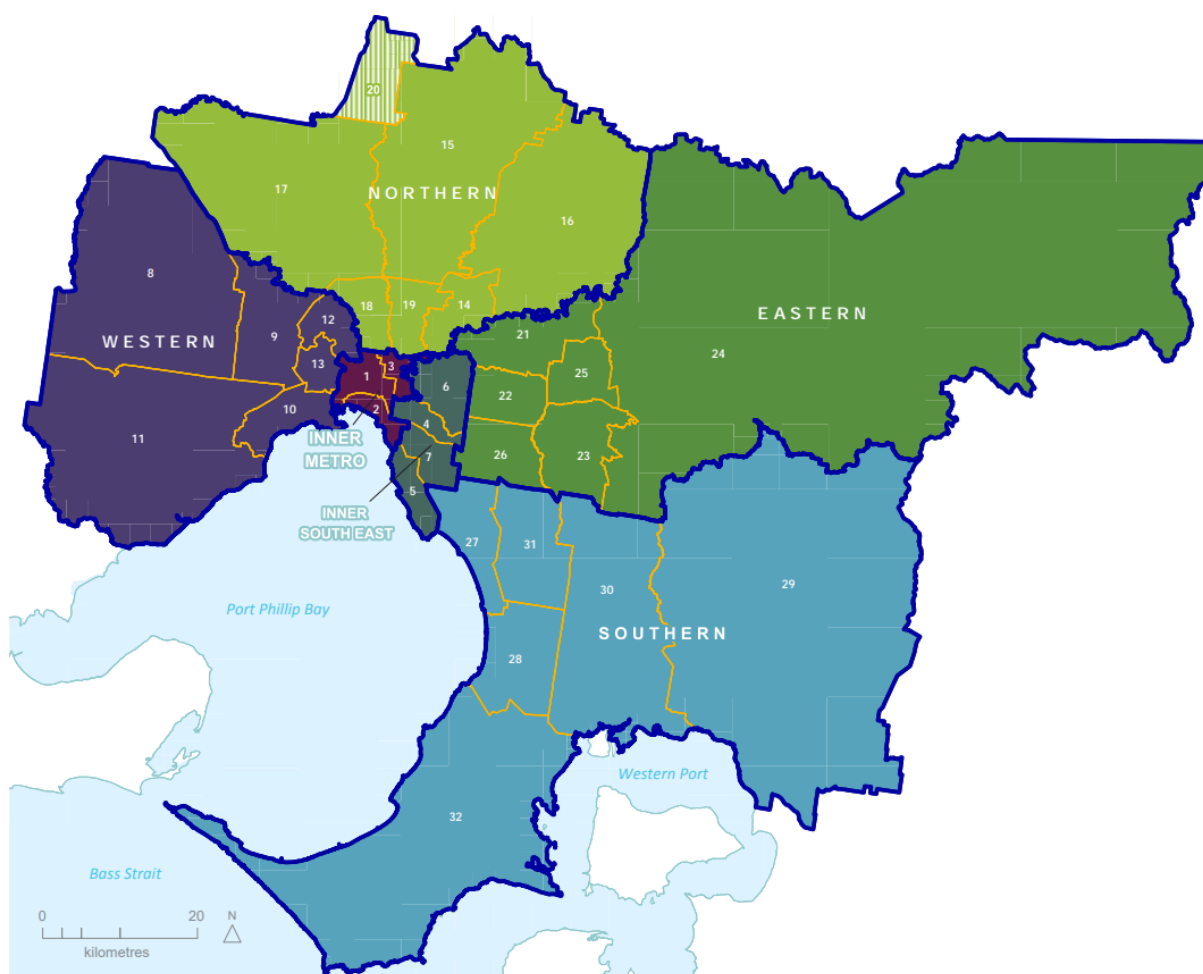 20
15
17
NORTHERN
16
8
12
18
19
14
EASTERN
WESTERN
9
21
24
13
1
3
25
6
22
10
2
4
11
INNER
METRO
7
26
23
5
INNER
SOUTH EAST
27
31
30
29
Port Phillip Bay
SOUTHERN
28
Western Port
32
Bass Strait
0
20
N
kilometres